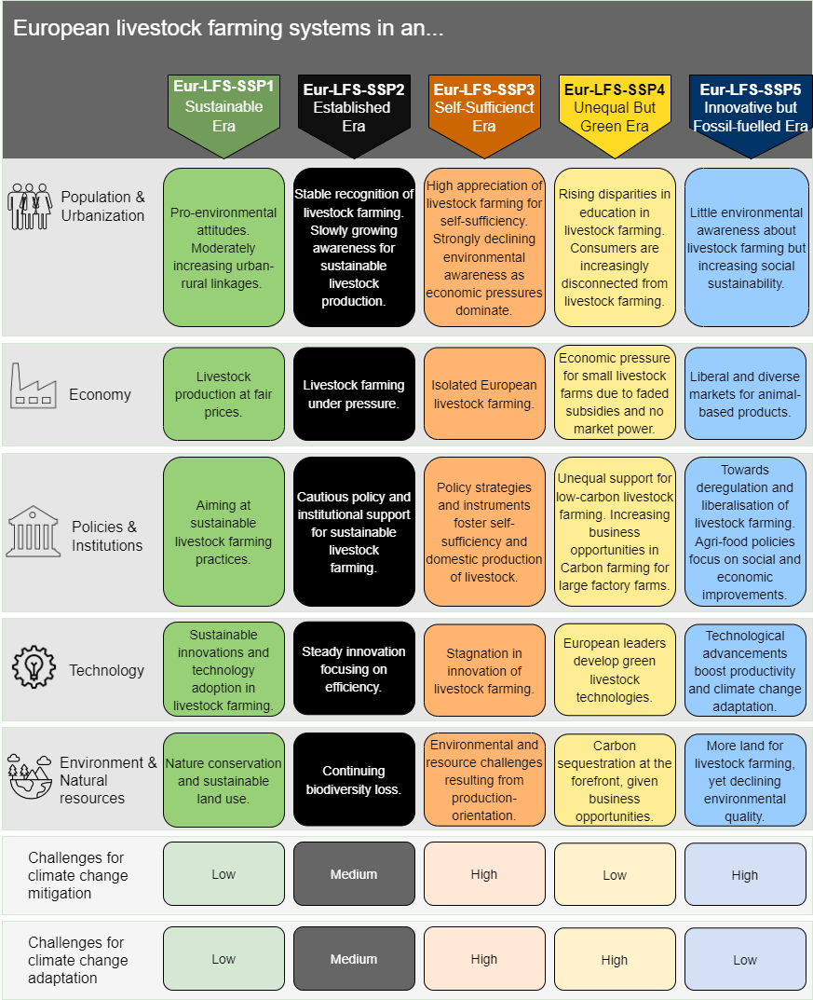 European livestock farming systems in an...
Eur-LFS-SSP1
Sustainable
Era
Eur-LFS-SSP2
Established
Era
Eur-LFS-SSP3
Self-Sufficienct
Era
Eur-LFS-SSP4
Unequal But
Green Era
Eur-LFS-SSP5
Innovative but
Fossil-fuelled Era
Population &
Urbanization
Pro-environmental
attitudes.
Moderately
increasing urban-
rural linkages.
Stable recognition of
livestock farming.
Slowly growing
awareness for
sustainable
livestock
production.
High appreciation of
livestock farming for
self-sufficiency.
Strongly declining
environmental
awareness as
economic pressures
dominate.
Rising disparities in
education in
livestock farming.
Consumers are
increasingly
disconnected from
livestock farming.
Little environmental
awareness about
livestock farming but
increasing social
sustainability.
Economy
Livestock
production at fair
prices.
Livestock farming
under pressure.
Isolated European
livestock farming.
Economic pressure
for small livestock
farms due to faded
subsidies and no
market power.
Liberal and diverse
markets for animal-
based products.
Policies &
Institutions
Aiming at
sustainable
livestock farming
practices.
Cautious policy and
institutional support
for sustainable
livestock
farming.
Policy strategies
and instruments
foster self-
sufficiency and
domestic production
of livestock.
Unequal support for
low-carbon livestock
farming. Increasing
business
opportunities in
Carbon farming for
large factory farms.
Towards
deregulation and
liberalisation of
livestock farming.
Agri-food policies
focus on social and
economic
improvements.
Technology
Sustainable
innovations and
technology
adoption in
livestock farming.
Steady innovation
focusing on
efficiency.
Stagnation in
innovation of
livestock farming.
European leaders
develop green
livestock
technologies.
Technological
advancements
boost productivity
and climate change
adaptation.
Environment &
Natural
resources
Nature conservation
and sustainable
land use.
Continuing
biodiversity loss.
Environmental and
resource challenges
resulting from
production-
orientation.
Carbon
sequestration at the
forefront, given
business
opportunities.
More land for
livestock farming,
yet declining
environmental
quality.
Challenges for
climate change
mitigation
Low
Medium
High
Low
High
Challenges for
climate change
adaptation
Low
Medium
High
High
Low